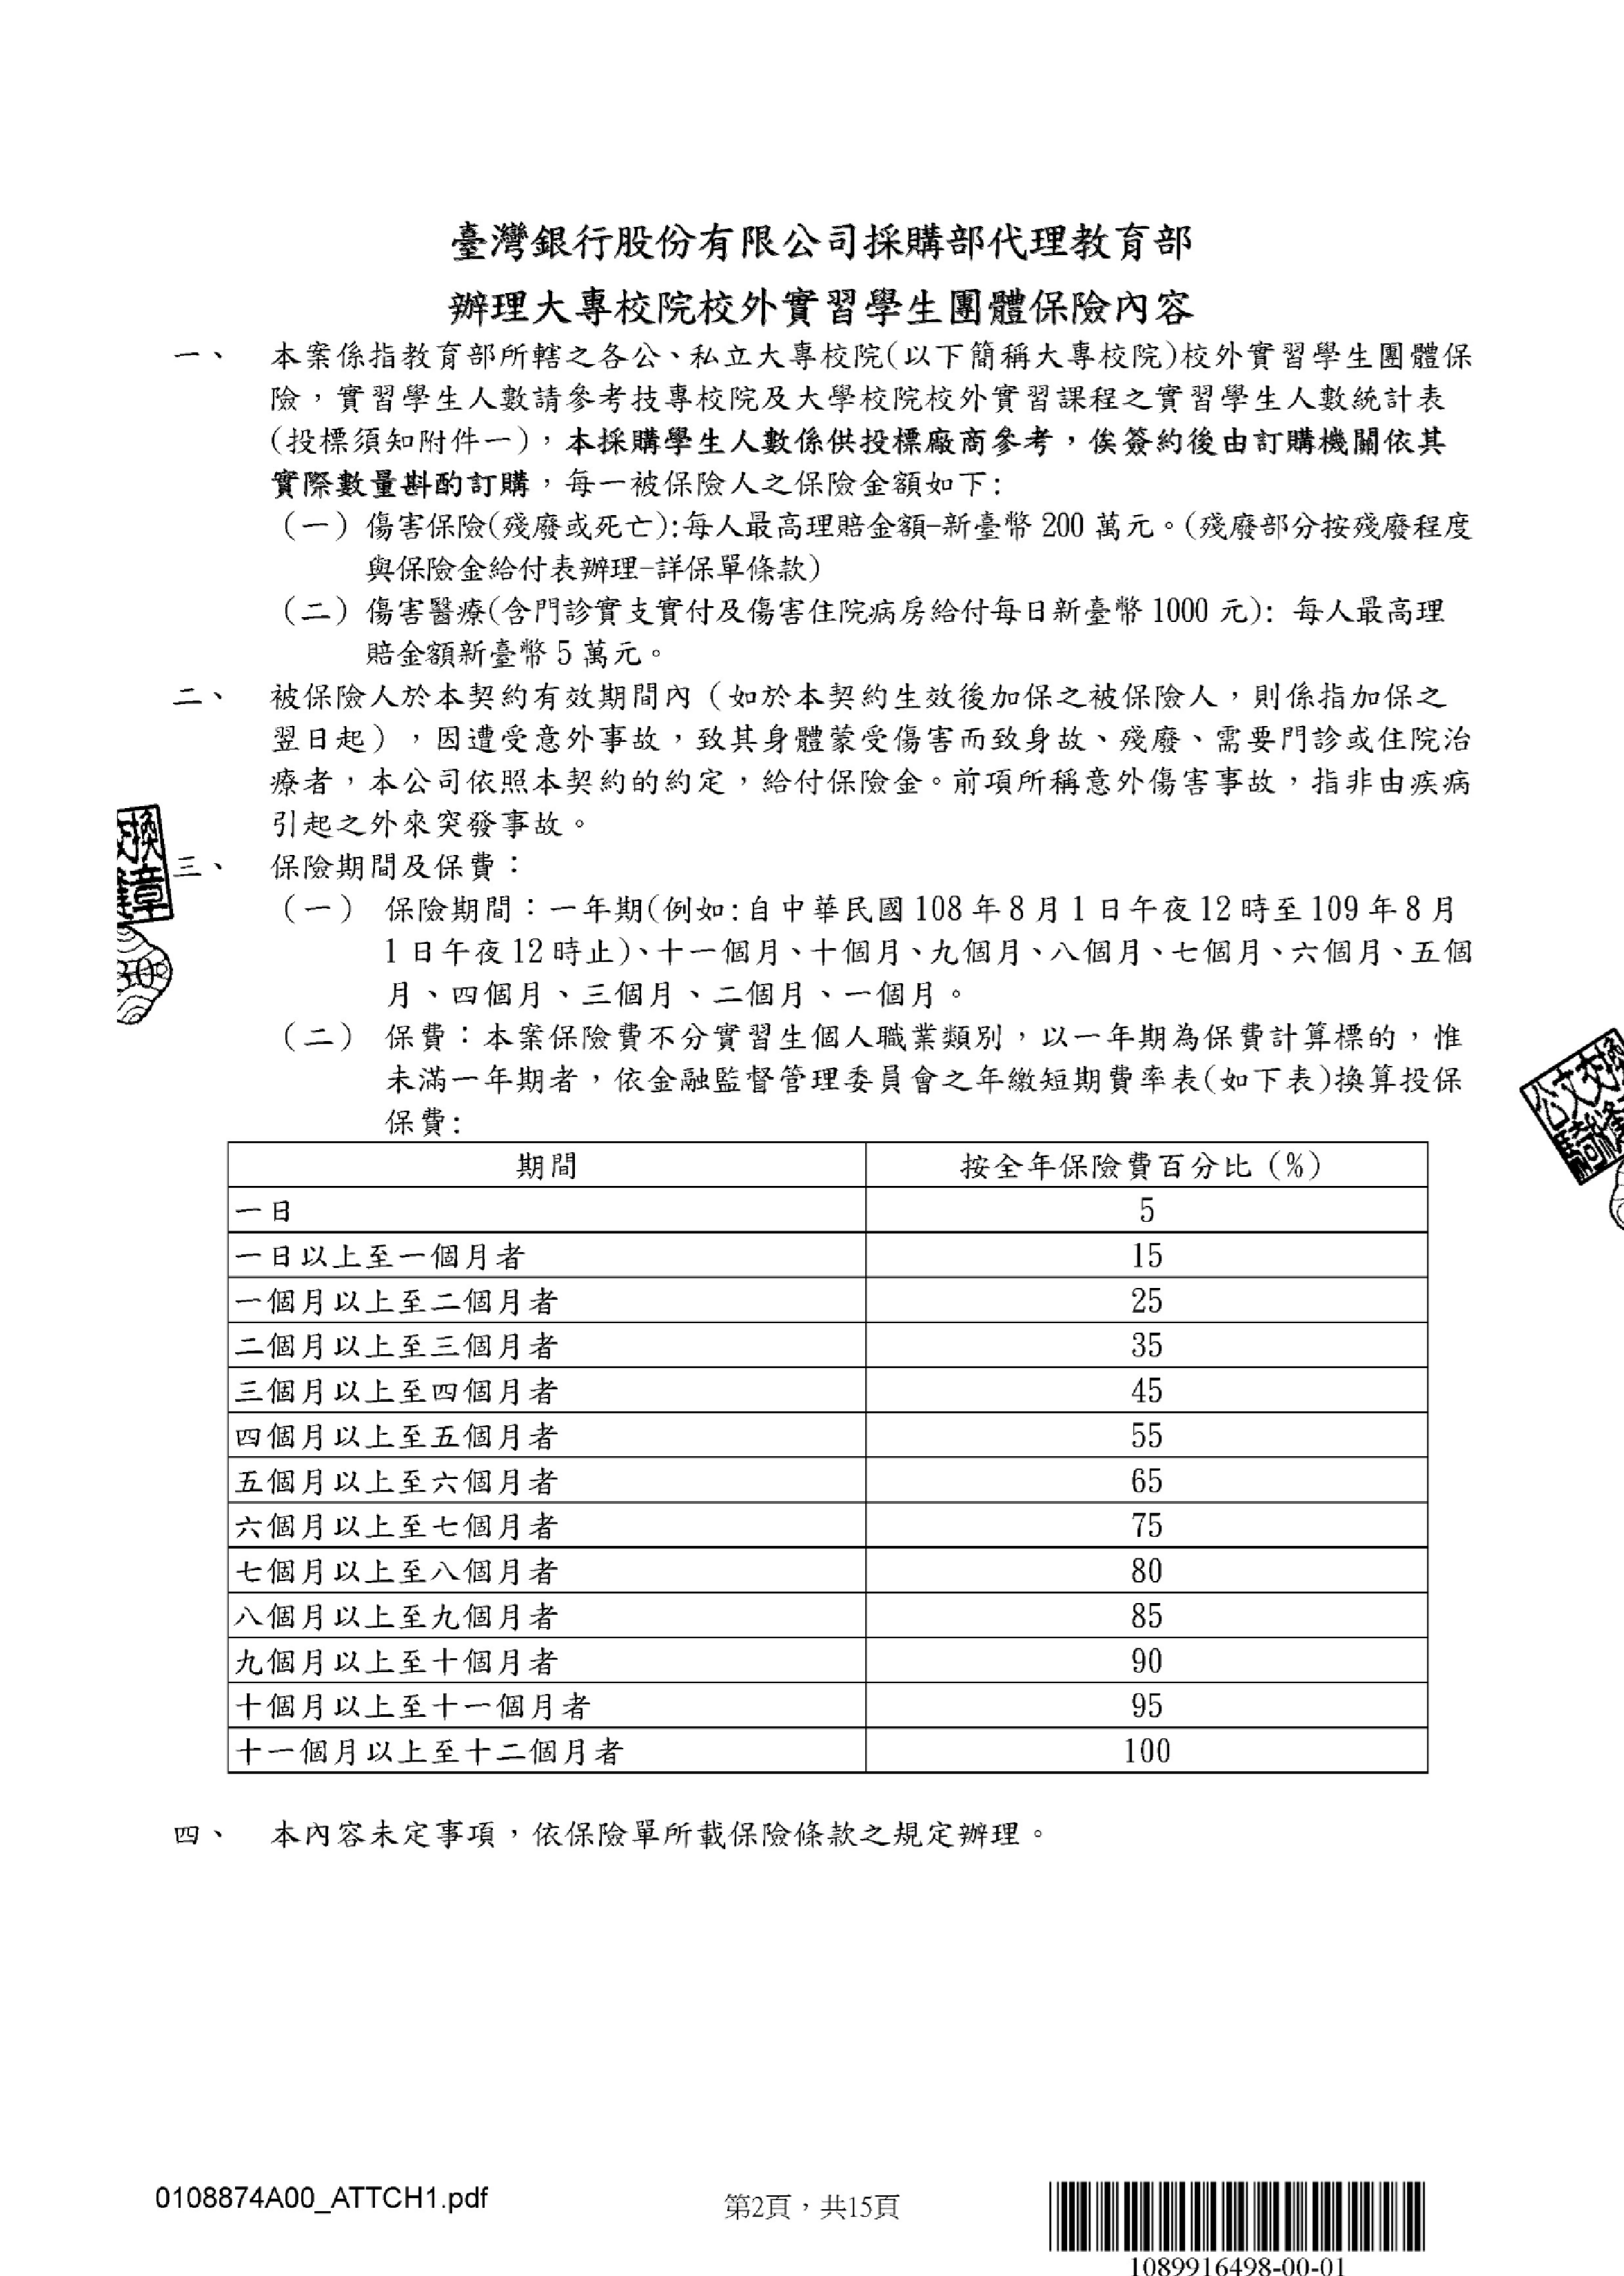 臺灣銀行股份有限公司採購部代理教育部
辦理大專校院校外實習學生團體保險內容
一、 本案係指教育部所轄之各公、私立大專校院(以下簡稱大專校院)校外實習學生團體保
險，實習學生人數請參考技專校院及大學校院校外實習課程之實習學生人數統計表
(投標須知附件一)，本採購學生人數係供投標廠商參考，俟簽約後由訂購機關依其
實際數量斟酌訂購，每一被保險人之保險金額如下:
（一）傷害保險(殘廢或死亡):每人最高理賠金額-新臺幣 200 萬元。(殘廢部分按殘廢程度
與保險金給付表辦理-詳保單條款)
（二）傷害醫療(含門診實支實付及傷害住院病房給付每日新臺幣 1000 元): 每人最高理
賠金額新臺幣 5 萬元。
二、 被保險人於本契約有效期間內（如於本契約生效後加保之被保險人，則係指加保之
翌日起），因遭受意外事故，致其身體蒙受傷害而致身故、殘廢、需要門診或住院治
療者，本公司依照本契約的約定，給付保險金。前項所稱意外傷害事故，指非由疾病
引起之外來突發事故。
三、 保險期間及保費：
（一） 保險期間：一年期(例如:自中華民國 108 年 8 月 1 日午夜 12 時至 109 年 8 月
1 日午夜 12 時止)、十一個月、十個月、九個月、八個月、七個月、六個月、五個
月、四個月、三個月、二個月、一個月。
（二） 保費：本案保險費不分實習生個人職業類別，以一年期為保費計算標的，惟
未滿一年期者，依金融監督管理委員會之年繳短期費率表(如下表)換算投保
保費:
期間 按全年保險費百分比（%）
一日 5
一日以上至一個月者 15
一個月以上至二個月者 25
二個月以上至三個月者 35
三個月以上至四個月者 45
四個月以上至五個月者 55
五個月以上至六個月者 65
六個月以上至七個月者 75
七個月以上至八個月者 80
八個月以上至九個月者 85
九個月以上至十個月者 90
十個月以上至十一個月者 95
十一個月以上至十二個月者 100
四、 本內容未定事項，依保險單所載保險條款之規定辦理。
0108874A00_ATTCH1.pdf 第2頁，共15頁
1089916498-00-01